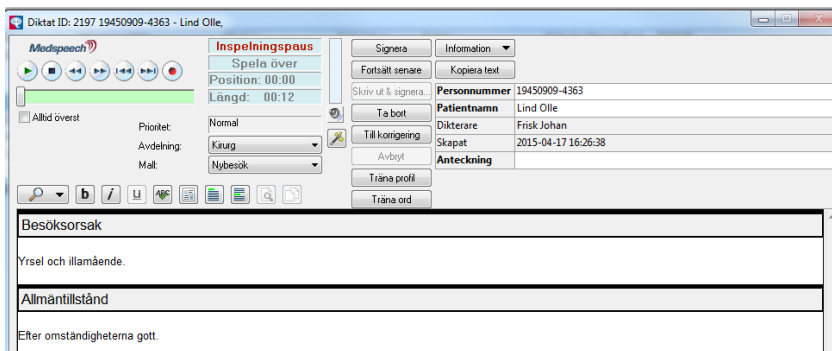 Diktat ID: 2197 19450909-4363 - Lind Olle,
Medspeech
Inspelningspaus
Spela över
Position: 00:00
Längd: 00:12
Alltid överst
Prioritet: Normal
Avdelning: Kirurg
Mall: Nybesök
Signera
Fortsätt senare
Skriv ut & signera...
Ta bort
Till korrigering
Avbryt
Träna profil
Träna ord
Information
Kopiera text
Personnummer 19450909-4363
Patientnamn Lind Olle
Dikterare Frisk Johan
Skapat 2015-04-17 16:26:38
Anteckning
b i u ABC
Besöksorsak
Yrsel och illamående.
Allmäntillstånd
Efter omständigheterna gott.